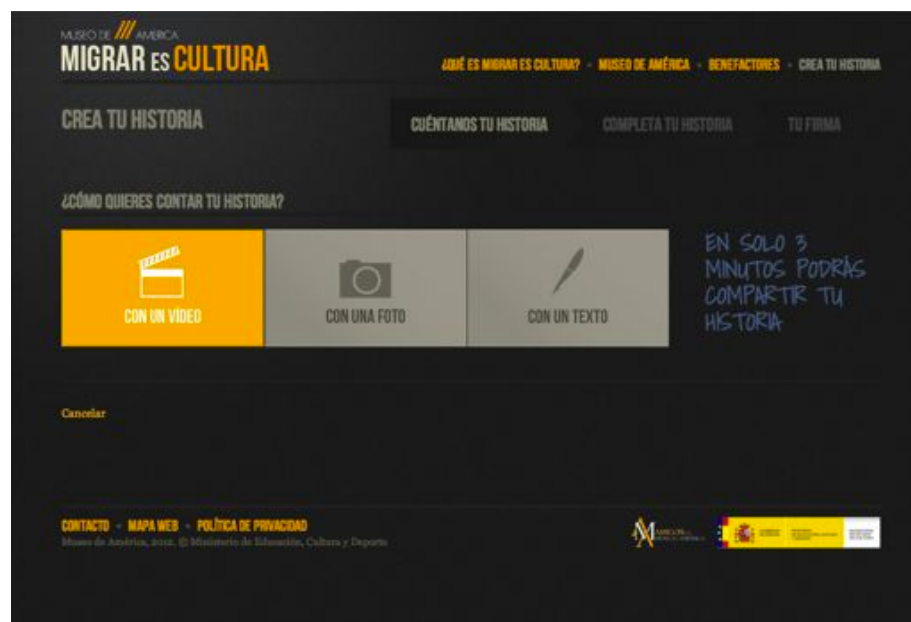 MUSEO DE AMERICA
MIGRAR ES CULTURA
¿QUÉ ES MIGRAR ES CULTURA? • MUSEO DE AMÉRICA • BENEFACTORES • CREA TU HISTORIA
CREA TU HISTORIA
CUÉNTANOS TU HISTORIA
COMPLETA TU HISTORIA
TU FIRMA
¿CÓMO QUIERES CONTAR TU HISTORIA?
CON UN VÍDEO
CON UNA FOTO
CON UN TEXTO
EN SOLO 3
MINUTOS PODRÁS
COMPARTIR TU
HISTORIA
Cancelar
CONTACTO • MAPA WEB • POLÍTICA DE PRIVACIDAD
Museo de América, 2012. © Ministerio de Educación, Cultura y Deporte